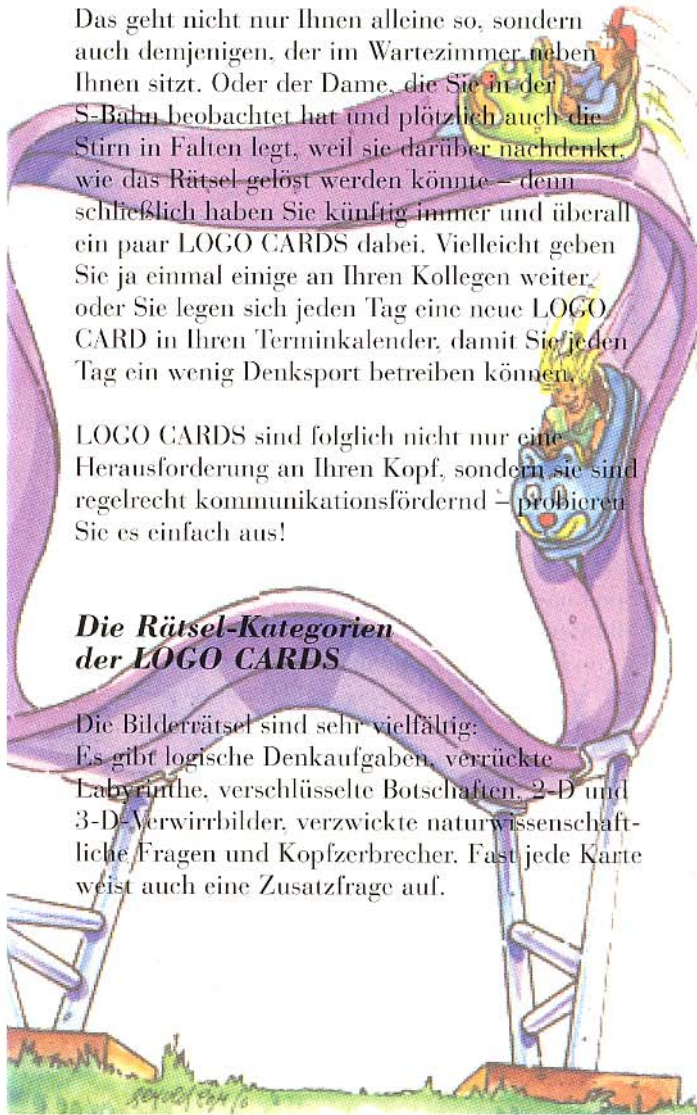 Das geht nicht nur Ihnen alleine so, sondern
auch demjenigen, der im Wartezimmer neben
Ihnen sitzt. Oder der Dame, die Sie in der
S-Bahn beobachtet hat und plötzlich auch die
Stirn in Falten legt, weil sie darüber nachdenkt,
wie das Rätsel gelöst werden könnte – denn
schließlich haben Sie künftig immer und überall
ein paar LOGO CARDS dabei. Vielleicht geben
Sie ja einmal einige an Ihren Kollegen weiter,
oder Sie legen sich jeden Tag eine neue LOGO
CARD in Ihren Terminkalender, damit Sie jeden
Tag ein wenig Denksport betreiben können.
LOGO CARDS sind folglich nicht nur eine
Herausforderung an Ihren Kopf, sondern sie sind
regelrecht kommunikationsfördernd – probieren
Sie es einfach aus!
Die Rätsel-Kategorien
der LOGO CARDS
Die Bilderrätsel sind sehr vielfältig:
Es gibt logische Denkaufgaben, verrückte
Labyrinthe, verschlüsselte Botschaften, 2-D und
3-D-Verwirrbilder, verzwickte naturwissenschaft-
liche Fragen und Kopfzerbrecher. Fast jede Karte
weist auch eine Zusatzfrage auf.